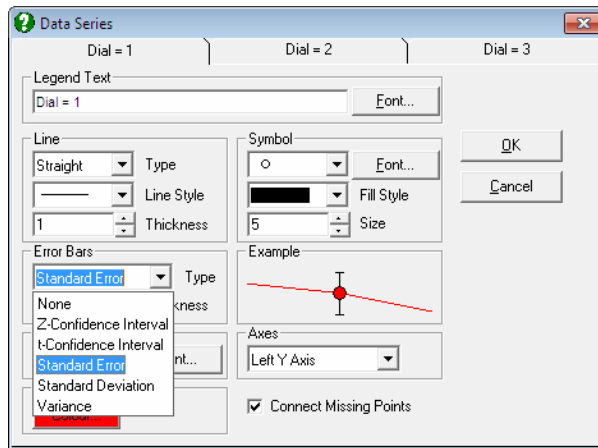 Data Series
Dial = 1
Dial = 2
Dial = 3
Legend Text
Dial = 1
Font...
Line
Straight
Type
Line Style
1
Thickness
Symbol
Font...
Fill Style
5
Size
OK
Cancel
Error Bars
Standard Error
Type
None
Z-Confidence Interval
t-Confidence Interval
Standard Error
Standard Deviation
Variance
kness
nt...
Colour...
Example
Axes
Left Y Axis
Connect Missing Points